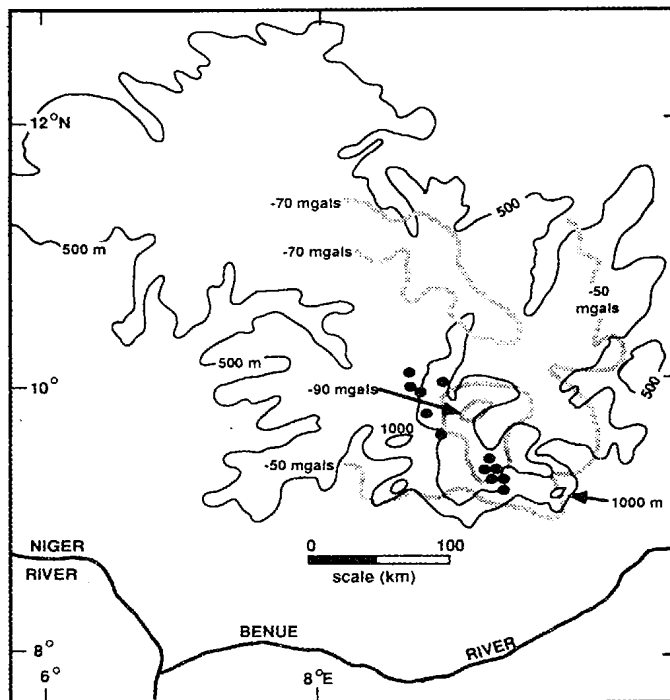 12°N
-70 mgals
500
-70 mgals
500 m
-50
mgals
500 m
10°
-90 mgals
500
1000
-50 mgals
1000 m
0 100
scale (km)
NIGER
RIVER
BENUE RIVER
8°
6°
8°E